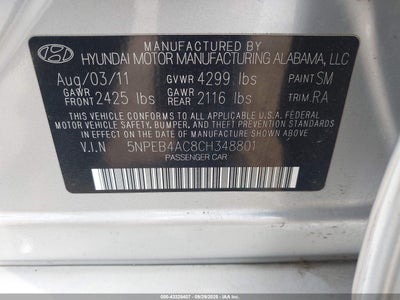 MANUFACTURED BY
HYUNDAI MOTOR MANUFACTURING ALABAMA, LLC
Aug/03/11 GVWR 4299 lbs PAINT SM
GAWR FRONT 2425 lbs GAWR REAR 2116 lbs TRIM. RA
THIS VEHICLE CONFORMS TO ALL APPLICABLE U.S.A FEDERAL
MOTOR VEHICLE SAFETY, BUMPER, AND THEFT PREVENTION
STANDARDS IN EFFECT ON THE DATE OF MANUFACTURE SHOWN ABOVE.
V.I.N 5NPEB4AC8CH348801
PASSENGER CAR